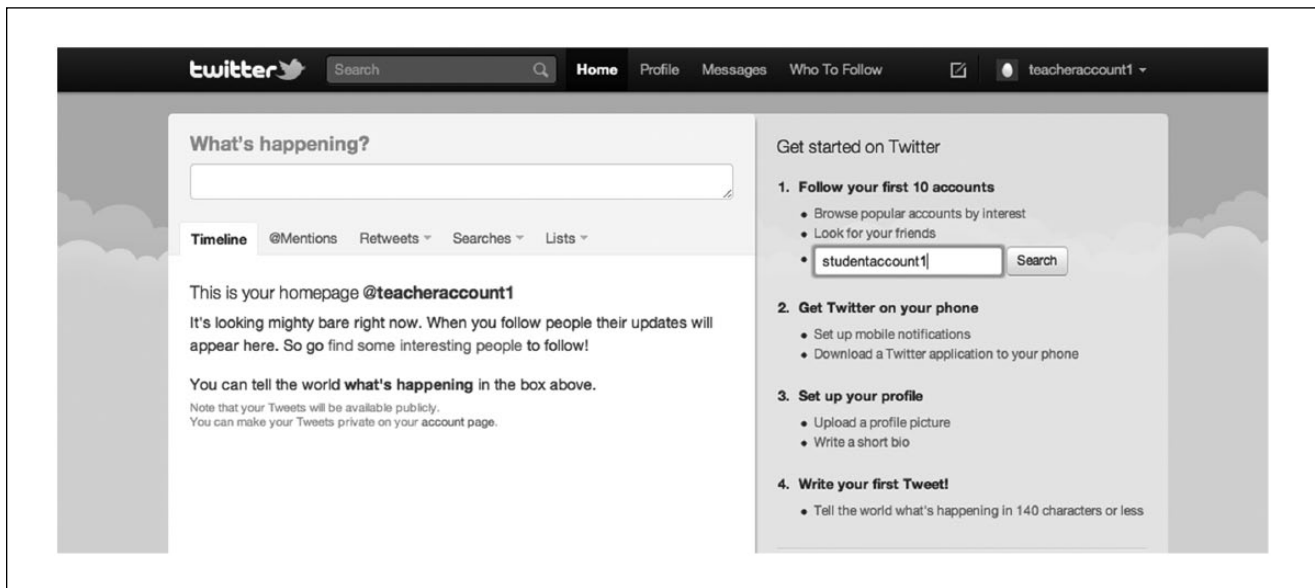 twitter
Search
Home
Profile
Messages
Who To Follow
teacheraccount1
What's happening?
Timeline
@Mentions
Retweets
Searches
Lists
This is your homepage @teacheraccount1
It's looking mighty bare right now. When you follow people their updates will
appear here. So go find some interesting people to follow!
You can tell the world what's happening in the box above.
Note that your Tweets will be available publicly.
You can make your Tweets private on your account page.
Get started on Twitter
1. Follow your first 10 accounts
• Browse popular accounts by interest
• Look for your friends
• studentaccount1 Search
2. Get Twitter on your phone
• Set up mobile notifications
• Download a Twitter application to your phone
3. Set up your profile
• Upload a profile picture
• Write a short bio
4. Write your first Tweet!
• Tell the world what's happening in 140 characters or less